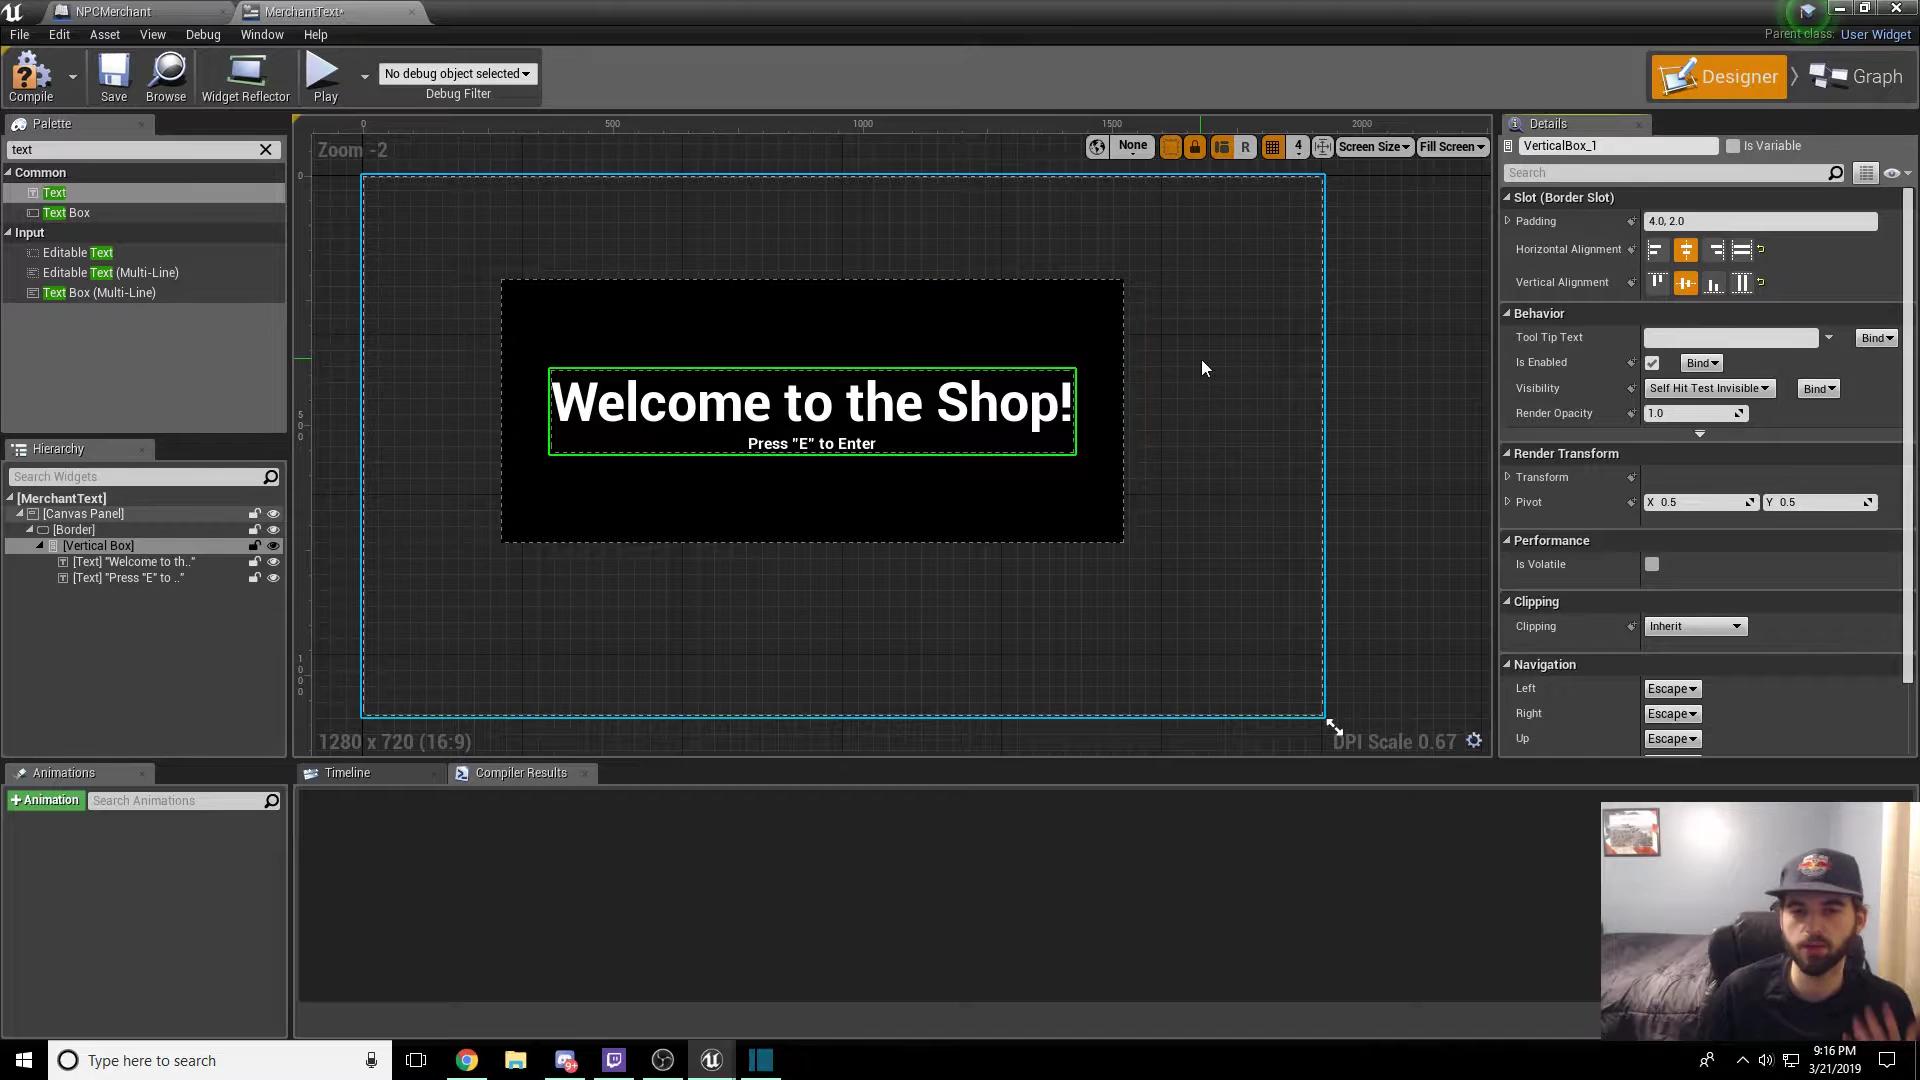 NPCMerchant
MerchantText*
File Edit Asset View Debug Window Help
Parent class: User Widget
Compile
Save
Browse
Widget Reflector
Play
No debug object selected
Debug Filter
Designer
Graph
Palette
text
Common
Text
Text Box
Input
Editable Text
Editable Text (Multi-Line)
Text Box (Multi-Line)
Hierarchy
Search Widgets
[MerchantText]
[Canvas Panel]
[Border]
[Vertical Box]
[Text] "Welcome to th.."
[Text] "Press "E" to .."
Zoom -2
0 500 1000 1500 2000
0
500
1000
None
R
4
Screen Size
Fill Screen
Welcome to the Shop!
Press "E" to Enter
1280 x 720 (16:9)
DPI Scale 0.67
Details
VerticalBox_1
Is Variable
Search
Slot (Border Slot)
Padding 4.0, 2.0
Horizontal Alignment
Vertical Alignment
Behavior
Tool Tip Text Bind
Is Enabled Bind
Visibility Self Hit Test Invisible Bind
Render Opacity 1.0
Render Transform
Transform
Pivot X 0.5 Y 0.5
Performance
Is Volatile
Clipping
Clipping Inherit
Navigation
Left Escape
Right Escape
Up Escape
Animations
+Animation
Search Animations
Timeline
Compiler Results
Type here to search
9:16 PM
3/21/2019